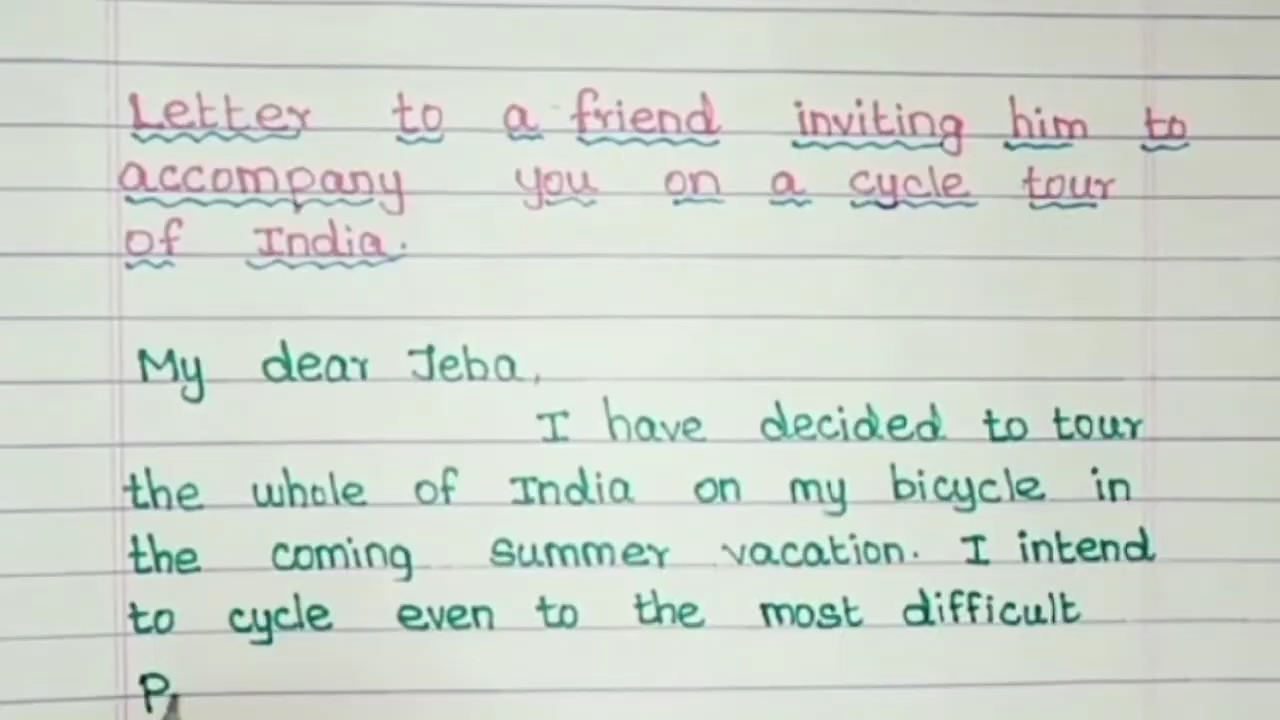 Letter to a friend inviting him to
accompany you on a cycle tour
of India.
My dear Jeba,
I have decided to tour
the whole of India on my bicycle in
the coming summer vacation. I intend
to cycle even to the most difficult
P